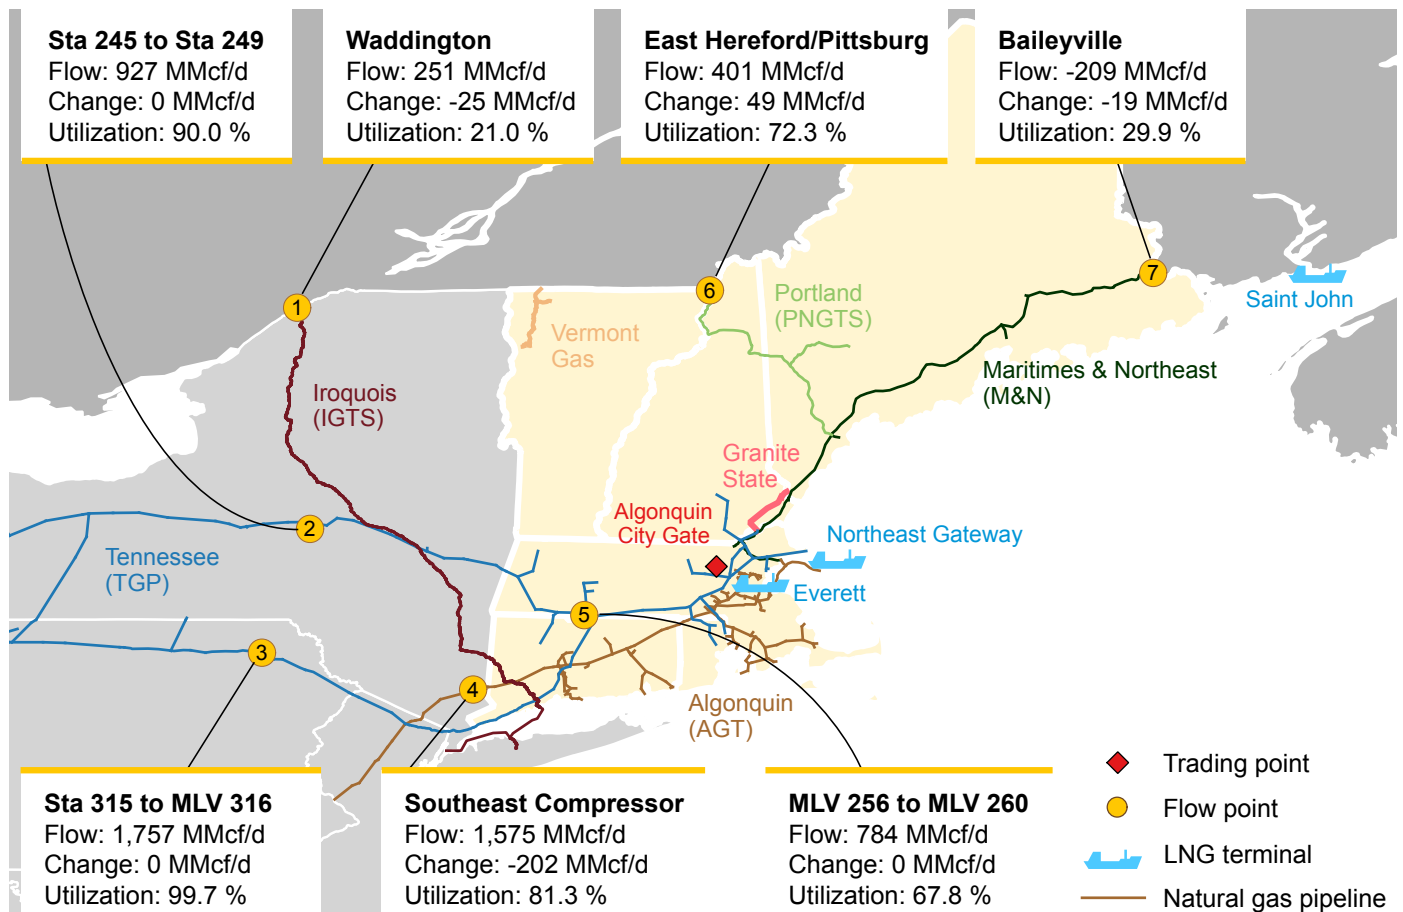 Sta 245 to Sta 249
Flow: 927 MMcf/d
Change: 0 MMcf/d
Utilization: 90.0 %
Waddington
Flow: 251 MMcf/d
Change: -25 MMcf/d
Utilization: 21.0 %
East Hereford/Pittsburg
Flow: 401 MMcf/d
Change: 49 MMcf/d
Utilization: 72.3 %
Baileyville
Flow: -209 MMcf/d
Change: -19 MMcf/d
Utilization: 29.9 %
1
6
7
Saint John
Portland
(PNGTS)
Vermont
Gas
Maritimes & Northeast
(M&N)
Iroquois
(IGTS)
Granite
State
Algonquin
City Gate
2
Northeast Gateway
Tennessee
(TGP)
Everett
5
3
4
Algonquin
(AGT)
Sta 315 to MLV 316
Flow: 1,757 MMcf/d
Change: 0 MMcf/d
Utilization: 99.7 %
Southeast Compressor
Flow: 1,575 MMcf/d
Change: -202 MMcf/d
Utilization: 81.3 %
MLV 256 to MLV 260
Flow: 784 MMcf/d
Change: 0 MMcf/d
Utilization: 67.8 %
Trading point
Flow point
LNG terminal
Natural gas pipeline